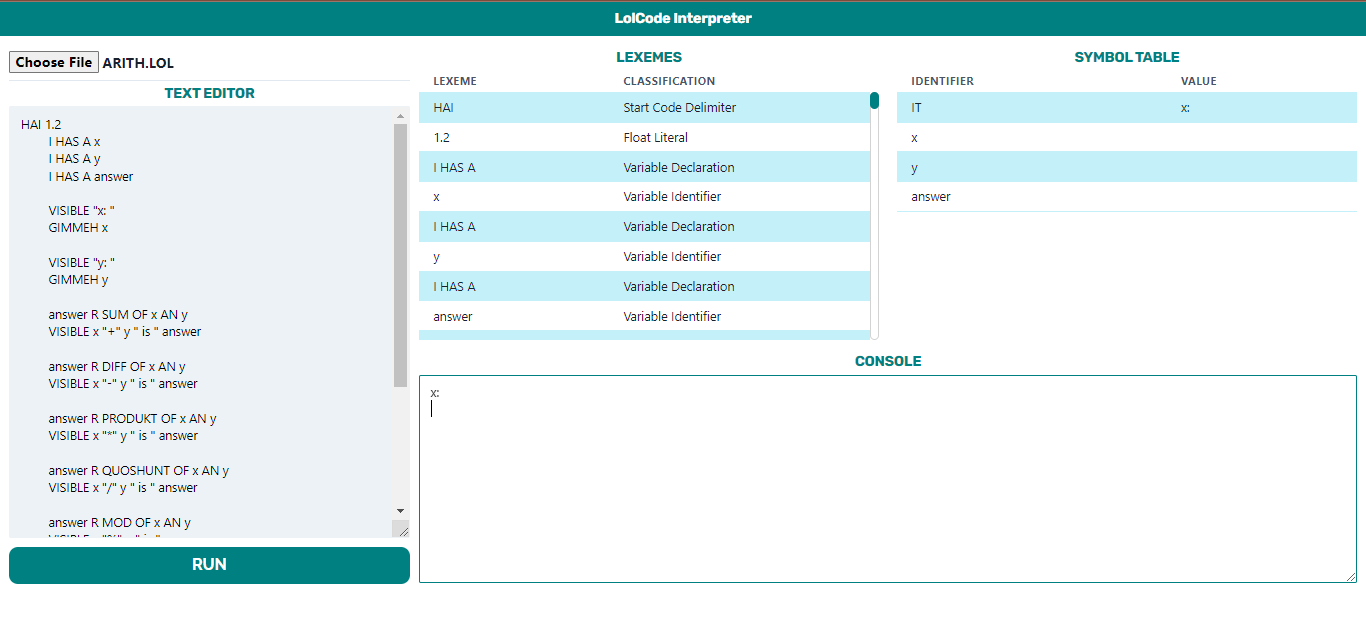 LolCode Interpreter
Choose File ARITH.LOL
TEXT EDITOR
HAI 1.2
I HAS A x
I HAS A y
I HAS A answer
VISIBLE "x: "
GIMMEH x
VISIBLE "y: "
GIMMEH y
answer R SUM OF x AN y
VISIBLE x "+" y " is " answer
answer R DIFF OF x AN y
VISIBLE x "-" y " is " answer
answer R PRODUKT OF x AN y
VISIBLE x "*" y " is " answer
answer R QUOSHUNT OF x AN y
VISIBLE x "/" y " is " answer
answer R MOD OF x AN y
RUN
LEXEMES
LEXEME CLASSIFICATION
HAI Start Code Delimiter
1.2 Float Literal
I HAS A Variable Declaration
x Variable Identifier
I HAS A Variable Declaration
y Variable Identifier
I HAS A Variable Declaration
answer Variable Identifier
SYMBOL TABLE
IDENTIFIER VALUE
IT x:
x
y
answer
CONSOLE
x: